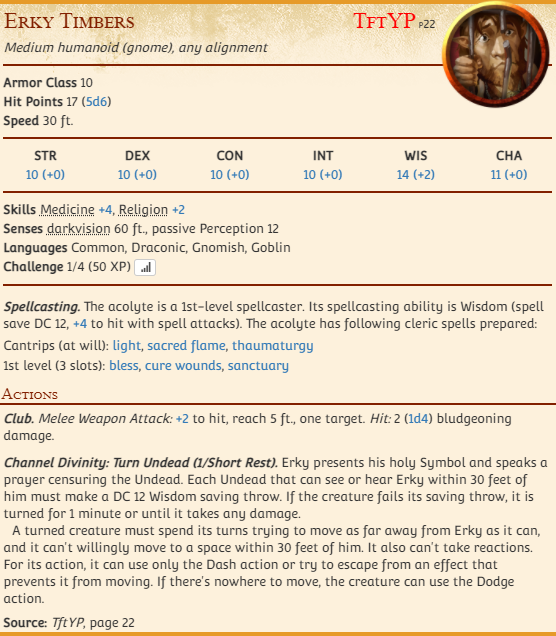 Erky Timbers TftYP p22
Medium humanoid (gnome), any alignment
Armor Class 10
Hit Points 17 (5d6)
Speed 30 ft.
STR DEX CON INT WIS CHA
10 (+0) 10 (+0) 10 (+0) 10 (+0) 14 (+2) 11 (+0)
Skills Medicine +4, Religion +2
Senses darkvision 60 ft., passive Perception 12
Languages Common, Draconic, Gnomish, Goblin
Challenge 1/4 (50 XP)
Spellcasting. The acolyte is a 1st-level spellcaster. Its spellcasting ability is Wisdom (spell
save DC 12, +4 to hit with spell attacks). The acolyte has following cleric spells prepared:
Cantrips (at will): light, sacred flame, thaumaturgy
1st level (3 slots): bless, cure wounds, sanctuary
Actions
Club. Melee Weapon Attack: +2 to hit, reach 5 ft., one target. Hit: 2 (1d4) bludgeoning
damage.
Channel Divinity: Turn Undead (1/Short Rest). Erky presents his holy Symbol and speaks a
prayer censuring the Undead. Each Undead that can see or hear Erky within 30 feet of
him must make a DC 12 Wisdom saving throw. If the creature fails its saving throw, it is
turned for 1 minute or until it takes any damage.
A turned creature must spend its turns trying to move as far away from Erky as it can,
and it can't willingly move to a space within 30 feet of him. It also can't take reactions.
For its action, it can use only the Dash action or try to escape from an effect that
prevents it from moving. If there's nowhere to move, the creature can use the Dodge
action.
Source: TftYP, page 22